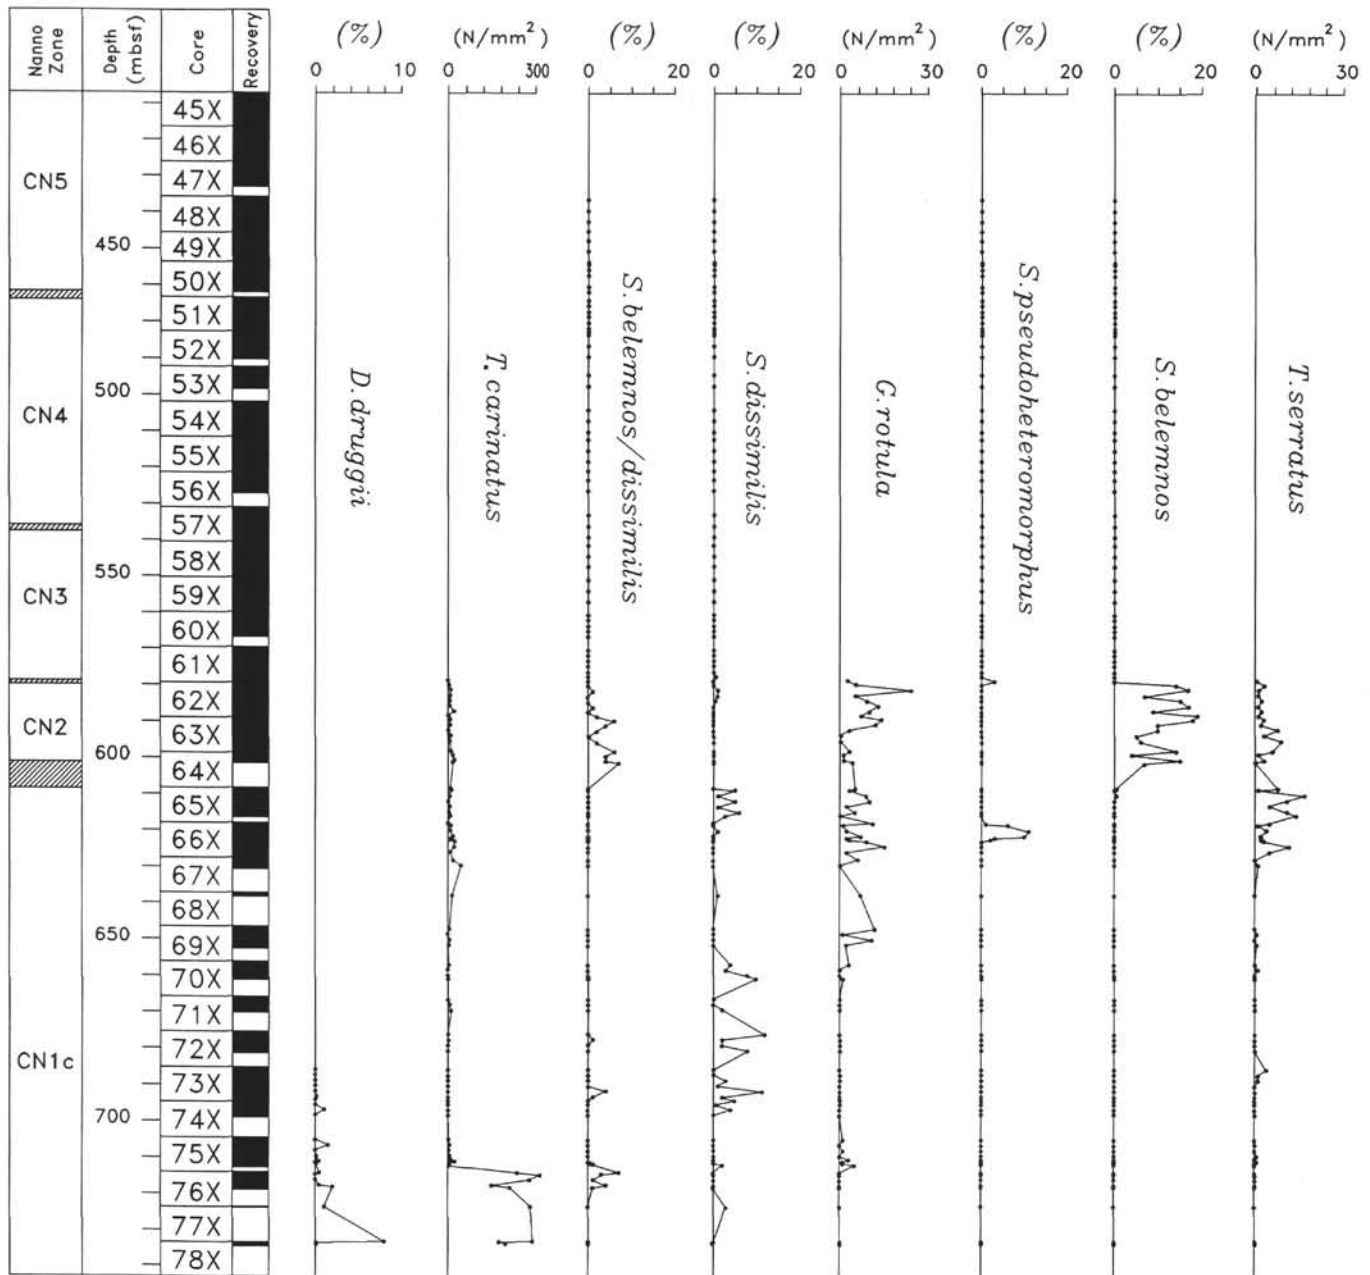 Nanno Zone
Depth (mbsf)
Core
Recovery
(%)
(N/mm²)
(%)
(%)
(N/mm²)
(%)
(%)
(N/mm²)
0 10
0 300
0 20
0 20
0 30
0 20
0 20
0 30
CN5
CN4
CN3
CN2
CN1c
450
500
550
600
650
700
45X
46X
47X
48X
49X
50X
51X
52X
53X
54X
55X
56X
57X
58X
59X
60X
61X
62X
63X
64X
65X
66X
67X
68X
69X
70X
71X
72X
73X
74X
75X
76X
77X
78X
D.druggii
T.carinatus
S.belemnos/dissimilis
S.dissimilis
G.rotula
S.pseudoheteromorphus
S.belemnos
T.serratus